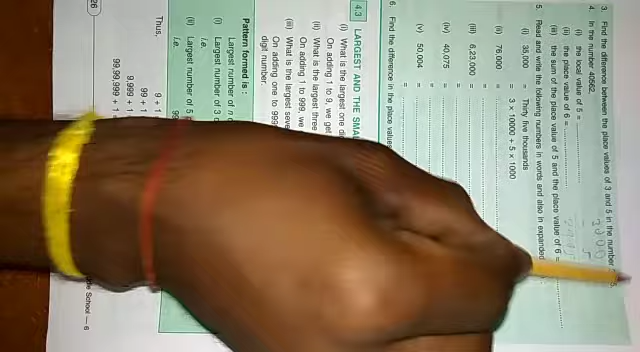 3. Find the difference between the place values of 3 and 5 in the number
4. In the number 40562,
(i) the local value of 5 =
(ii) the place value of 6 =
(iii) the sum of the place value of 5 and the place value of 6 =
5. Read and write the following numbers in words and also in expanded
(i) 35,000 = Thirty five thousands
= 3 × 10000 + 5 × 1000
(ii) 76,000 =
=
(iii) 6,23,000 =
=
(iv) 40,075 =
=
(v) 50,004 =
=
6. Find the difference in the place values
4.3 LARGEST AND THE
(i) What is the largest one
On adding 1 to 9, we get
(ii) What is the largest three
On adding 1 to 999, we
(iii) What is the largest
On adding one to
digit number.
Pattern formed is :
Largest number of n
(i) Largest number of 3
i.e.
(ii) Largest number of 5
i.e.
Thus,
9 + 1
99 + 1
9,999 + 1
99,99,999 + 1
26
School — 6